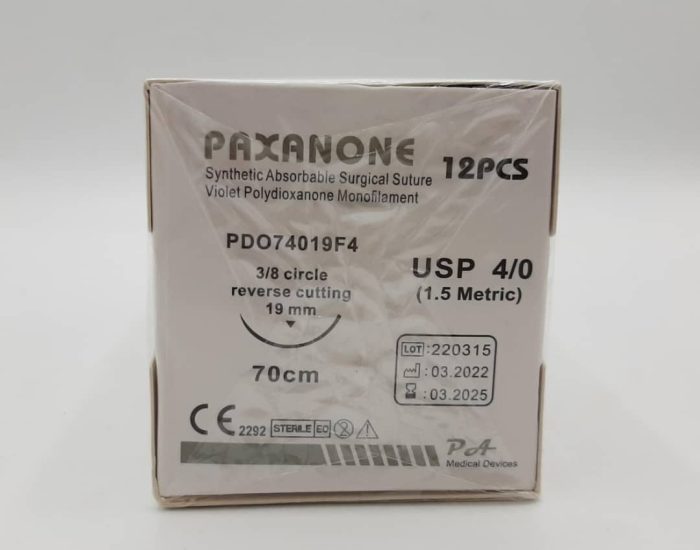 PAXANONE 12PCS
Synthetic Absorbable Surgical Suture
Violet Polydioxanone Monofilament
PDO74019F4
3/8 circle
reverse cutting
19 mm
70cm
USP 4/0
(1.5 Metric)
LOT :220315
:03.2022
:03.2025
CE 2292 STERILE EO
PA
Medical Devices